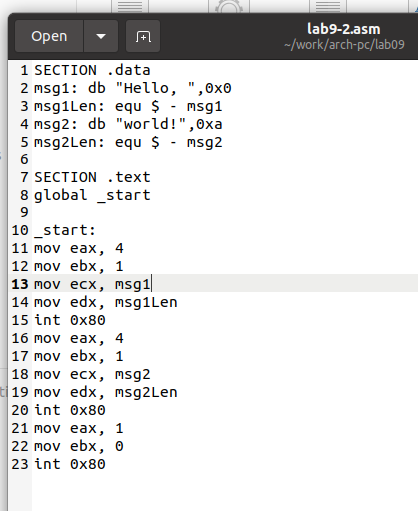 Open
lab9-2.asm
~/work/arch-pc/lab09
1 SECTION .data
2 msg1: db "Hello, ",0x0
3 msg1Len: equ $ - msg1
4 msg2: db "world!",0xa
5 msg2Len: equ $ - msg2
6
7 SECTION .text
8 global _start
9
10 _start:
11 mov eax, 4
12 mov ebx, 1
13 mov ecx, msg1
14 mov edx, msg1Len
15 int 0x80
16 mov eax, 4
17 mov ebx, 1
18 mov ecx, msg2
19 mov edx, msg2Len
20 int 0x80
21 mov eax, 1
22 mov ebx, 0
23 int 0x80